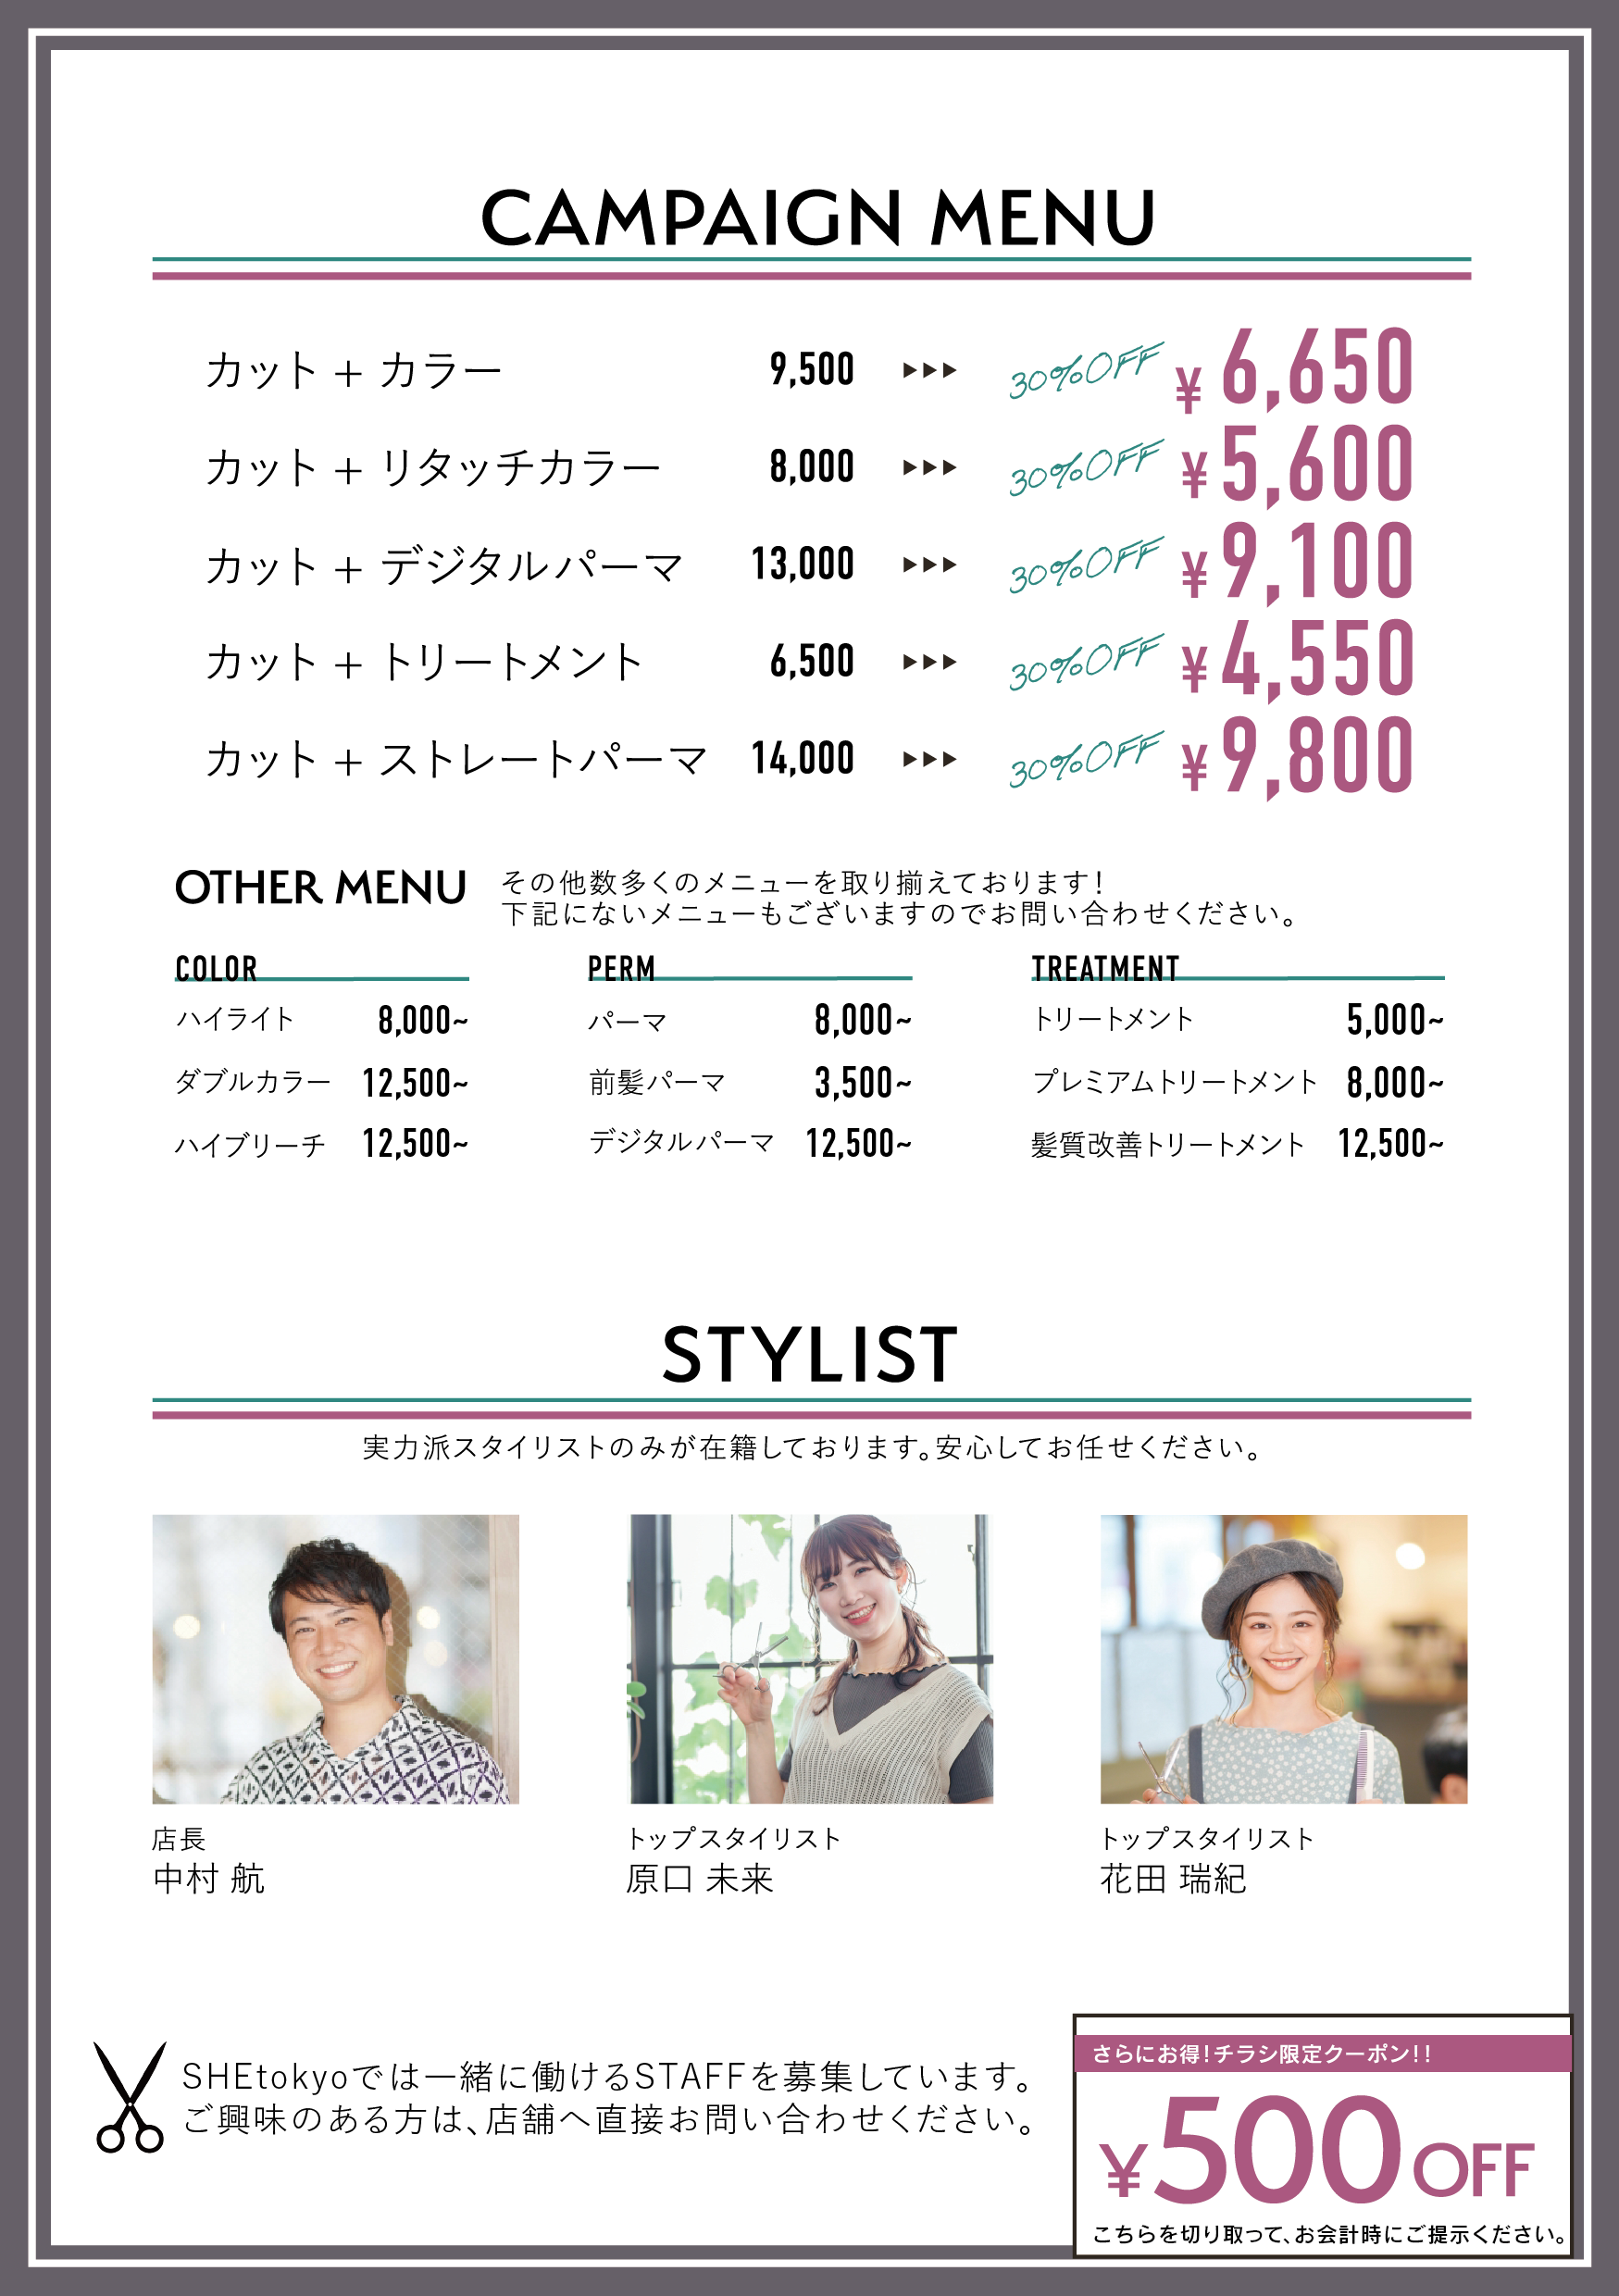 CAMPAIGN MENU
カット + カラー 9,500 ▶▶▶ 30%OFF ¥6,650
カット + リタッチカラー 8,000 ▶▶▶ 30%OFF ¥5,600
カット + デジタルパーマ 13,000 ▶▶▶ 30%OFF ¥9,100
カット + トリートメント 6,500 ▶▶▶ 30%OFF ¥4,550
カット + ストレートパーマ 14,000 ▶▶▶ 30%OFF ¥9,800
OTHER MENU
その他数多くのメニューを取り揃えております！
下記にないメニューもございますのでお問い合わせください。
COLOR
ハイライト 8,000~
ダブルカラー 12,500~
ハイブリーチ 12,500~
PERM
パーマ 8,000~
前髪パーマ 3,500~
デジタルパーマ 12,500~
TREATMENT
トリートメント 5,000~
プレミアムトリートメント 8,000~
髪質改善トリートメント 12,500~
STYLIST
実力派スタイリストのみが在籍しております。安心してお任せください。
店長
中村 航
トップスタイリスト
原口 未来
トップスタイリスト
花田 瑞紀
SHEtokyoでは一緒に働けるSTAFFを募集しています。
ご興味のある方は、店舗へ直接お問い合わせください。
さらにお得！チラシ限定クーポン！！
¥500OFF
こちらを切り取って、お会計時にご提示ください。